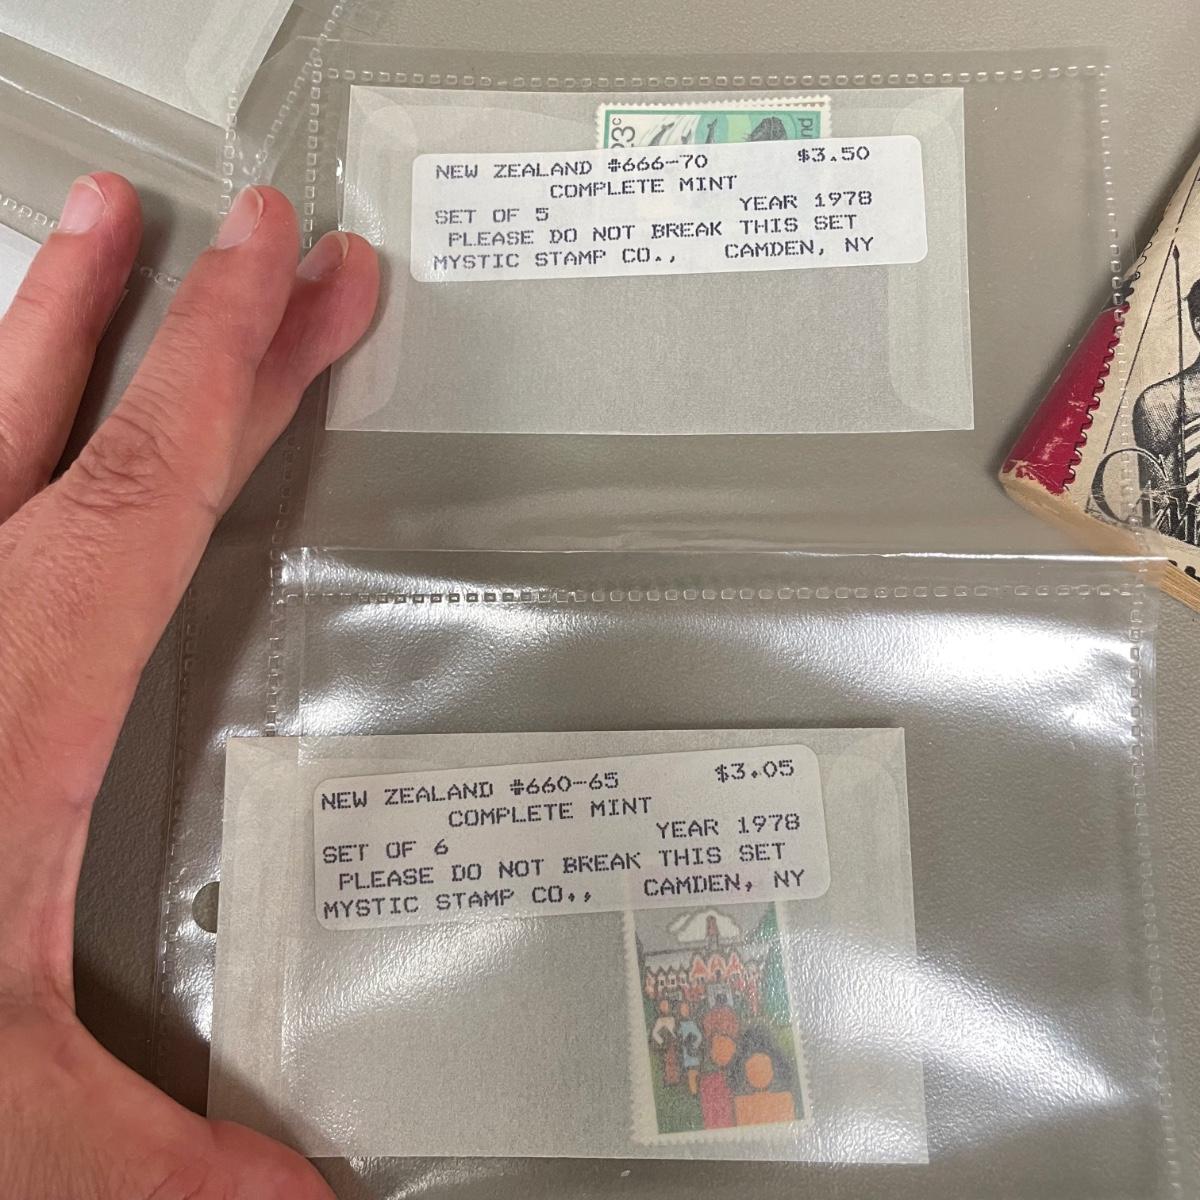 23c
NEW ZEALAND #666-70 $3.50
COMPLETE MINT
SET OF 5 YEAR 1978
PLEASE DO NOT BREAK THIS SET
MYSTIC STAMP CO., CAMDEN, NY
NEW ZEALAND #660-65 $3.05
COMPLETE MINT
SET OF 6 YEAR 1978
PLEASE DO NOT BREAK THIS SET
MYSTIC STAMP CO., CAMDEN, NY